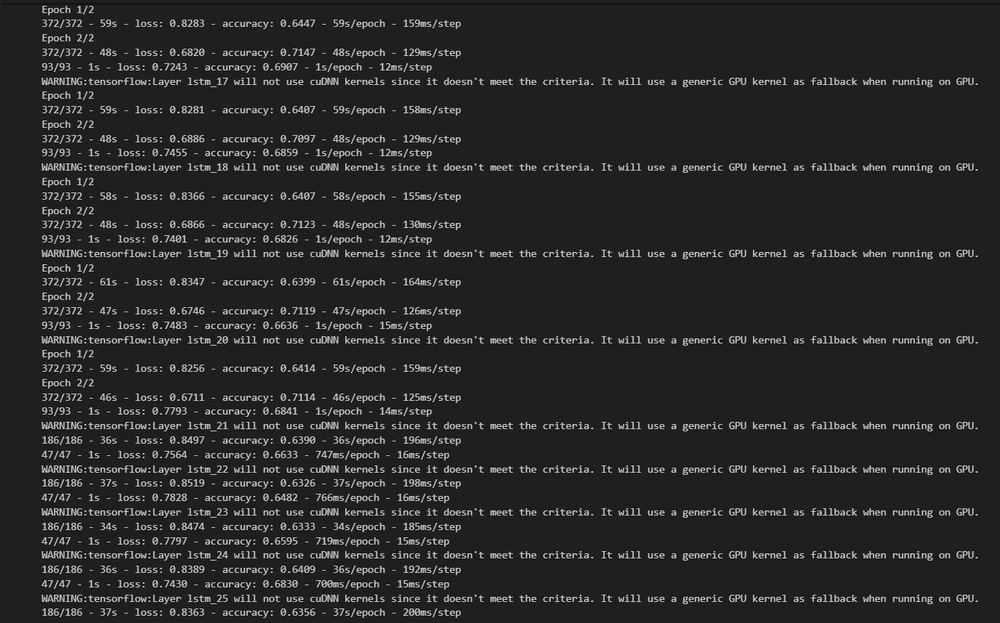 Epoch 1/2
372/372 - 59s - loss: 0.8283 - accuracy: 0.6447 - 59s/epoch - 159ms/step
Epoch 2/2
372/372 - 48s - loss: 0.6820 - accuracy: 0.7147 - 48s/epoch - 129ms/step
93/93 - 1s - loss: 0.7243 - accuracy: 0.6907 - 1s/epoch - 12ms/step
WARNING:tensorflow:Layer lstm_17 will not use cuDNN kernels since it doesn't meet the criteria. It will use a generic GPU kernel as fallback when running on GPU.
Epoch 1/2
372/372 - 59s - loss: 0.8281 - accuracy: 0.6407 - 59s/epoch - 158ms/step
Epoch 2/2
372/372 - 48s - loss: 0.6886 - accuracy: 0.7097 - 48s/epoch - 129ms/step
93/93 - 1s - loss: 0.7455 - accuracy: 0.6859 - 1s/epoch - 12ms/step
WARNING:tensorflow:Layer lstm_18 will not use cuDNN kernels since it doesn't meet the criteria. It will use a generic GPU kernel as fallback when running on GPU.
Epoch 1/2
372/372 - 58s - loss: 0.8366 - accuracy: 0.6407 - 58s/epoch - 155ms/step
Epoch 2/2
372/372 - 48s - loss: 0.6866 - accuracy: 0.7123 - 48s/epoch - 130ms/step
93/93 - 1s - loss: 0.7401 - accuracy: 0.6826 - 1s/epoch - 12ms/step
WARNING:tensorflow:Layer lstm_19 will not use cuDNN kernels since it doesn't meet the criteria. It will use a generic GPU kernel as fallback when running on GPU.
Epoch 1/2
372/372 - 61s - loss: 0.8347 - accuracy: 0.6399 - 61s/epoch - 164ms/step
Epoch 2/2
372/372 - 47s - loss: 0.6746 - accuracy: 0.7119 - 47s/epoch - 126ms/step
93/93 - 1s - loss: 0.7483 - accuracy: 0.6636 - 1s/epoch - 15ms/step
WARNING:tensorflow:Layer lstm_20 will not use cuDNN kernels since it doesn't meet the criteria. It will use a generic GPU kernel as fallback when running on GPU.
Epoch 1/2
372/372 - 59s - loss: 0.8256 - accuracy: 0.6414 - 59s/epoch - 159ms/step
Epoch 2/2
372/372 - 46s - loss: 0.6711 - accuracy: 0.7114 - 46s/epoch - 125ms/step
93/93 - 1s - loss: 0.7793 - accuracy: 0.6841 - 1s/epoch - 14ms/step
WARNING:tensorflow:Layer lstm_21 will not use cuDNN kernels since it doesn't meet the criteria. It will use a generic GPU kernel as fallback when running on GPU.
186/186 - 36s - loss: 0.8497 - accuracy: 0.6390 - 36s/epoch - 196ms/step
47/47 - 1s - loss: 0.7564 - accuracy: 0.6633 - 747ms/epoch - 16ms/step
WARNING:tensorflow:Layer lstm_22 will not use cuDNN kernels since it doesn't meet the criteria. It will use a generic GPU kernel as fallback when running on GPU.
186/186 - 37s - loss: 0.8519 - accuracy: 0.6326 - 37s/epoch - 198ms/step
47/47 - 1s - loss: 0.7828 - accuracy: 0.6482 - 766ms/epoch - 16ms/step
WARNING:tensorflow:Layer lstm_23 will not use cuDNN kernels since it doesn't meet the criteria. It will use a generic GPU kernel as fallback when running on GPU.
186/186 - 34s - loss: 0.8474 - accuracy: 0.6333 - 34s/epoch - 185ms/step
47/47 - 1s - loss: 0.7797 - accuracy: 0.6595 - 719ms/epoch - 15ms/step
WARNING:tensorflow:Layer lstm_24 will not use cuDNN kernels since it doesn't meet the criteria. It will use a generic GPU kernel as fallback when running on GPU.
186/186 - 36s - loss: 0.8389 - accuracy: 0.6409 - 36s/epoch - 192ms/step
47/47 - 1s - loss: 0.7430 - accuracy: 0.6830 - 700ms/epoch - 15ms/step
WARNING:tensorflow:Layer lstm_25 will not use cuDNN kernels since it doesn't meet the criteria. It will use a generic GPU kernel as fallback when running on GPU.
186/186 - 37s - loss: 0.8363 - accuracy: 0.6356 - 37s/epoch - 200ms/step